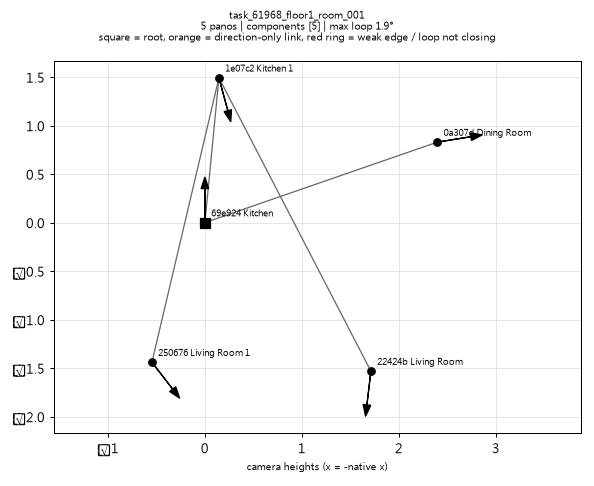 task_61968_floor1_room_001
5 panos | components [5] | max loop 1.9°
square = root, orange = direction-only link, red ring = weak edge / loop not closing
1e07c2 Kitchen 1
1.5
0a307d Dining Room
1.0
0.5
69e924 Kitchen
0.0
0.5
1.0
250676 Living Room 1
22424b Living Room
1.5
2.0
1 0 1 2 3
camera heights (x = -native x)